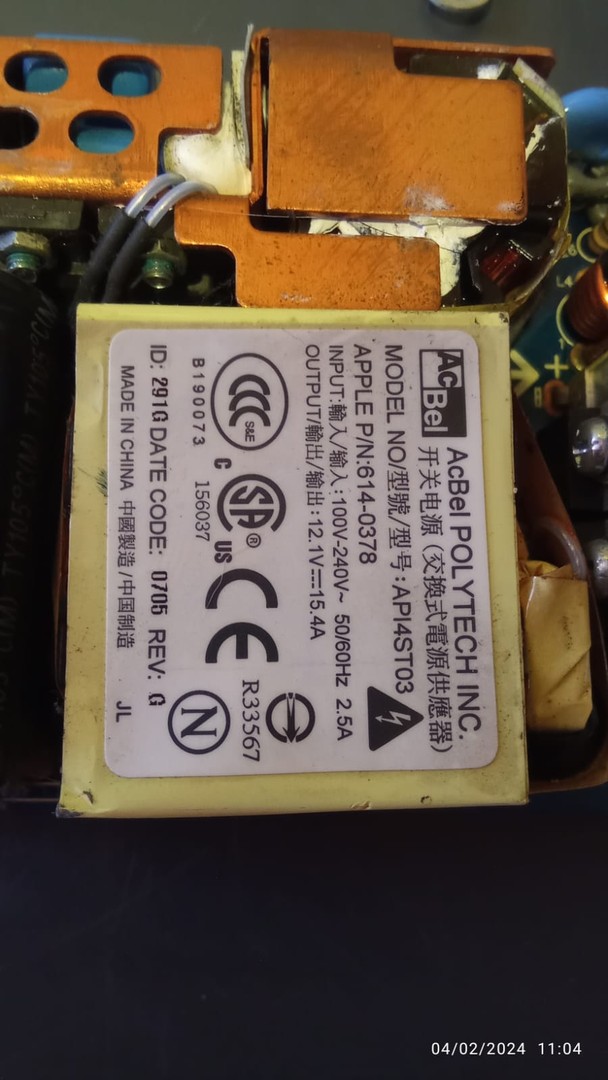 AcBel
AcBel POLYTECH INC.
开关电源 (交換式電源供應器)
MODEL NO/型號/型号:API4ST03
APPLE P/N:614-0378
INPUT:輸入/输入:100V-240V~ 50/60Hz 2.5A
OUTPUT/輸出/输出:12.1V⎓15.4A
CCC S&E
B190073
C SA® US
156037
CE
R33567
N
ID: 291G DATE CODE: 0705 REV: G
MADE IN CHINA 中國製造/中国制造 JL
04/02/2024 11:04